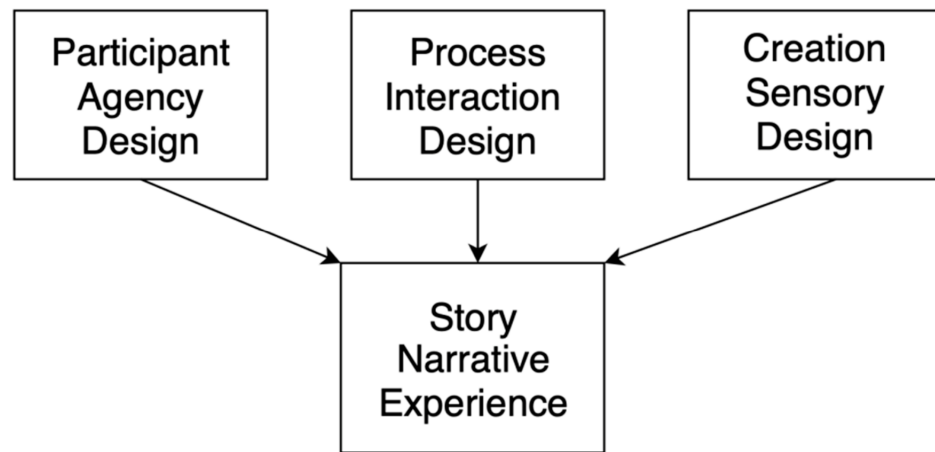 Participant
Agency
Design
Process
Interaction
Design
Creation
Sensory
Design
Story
Narrative
Experience